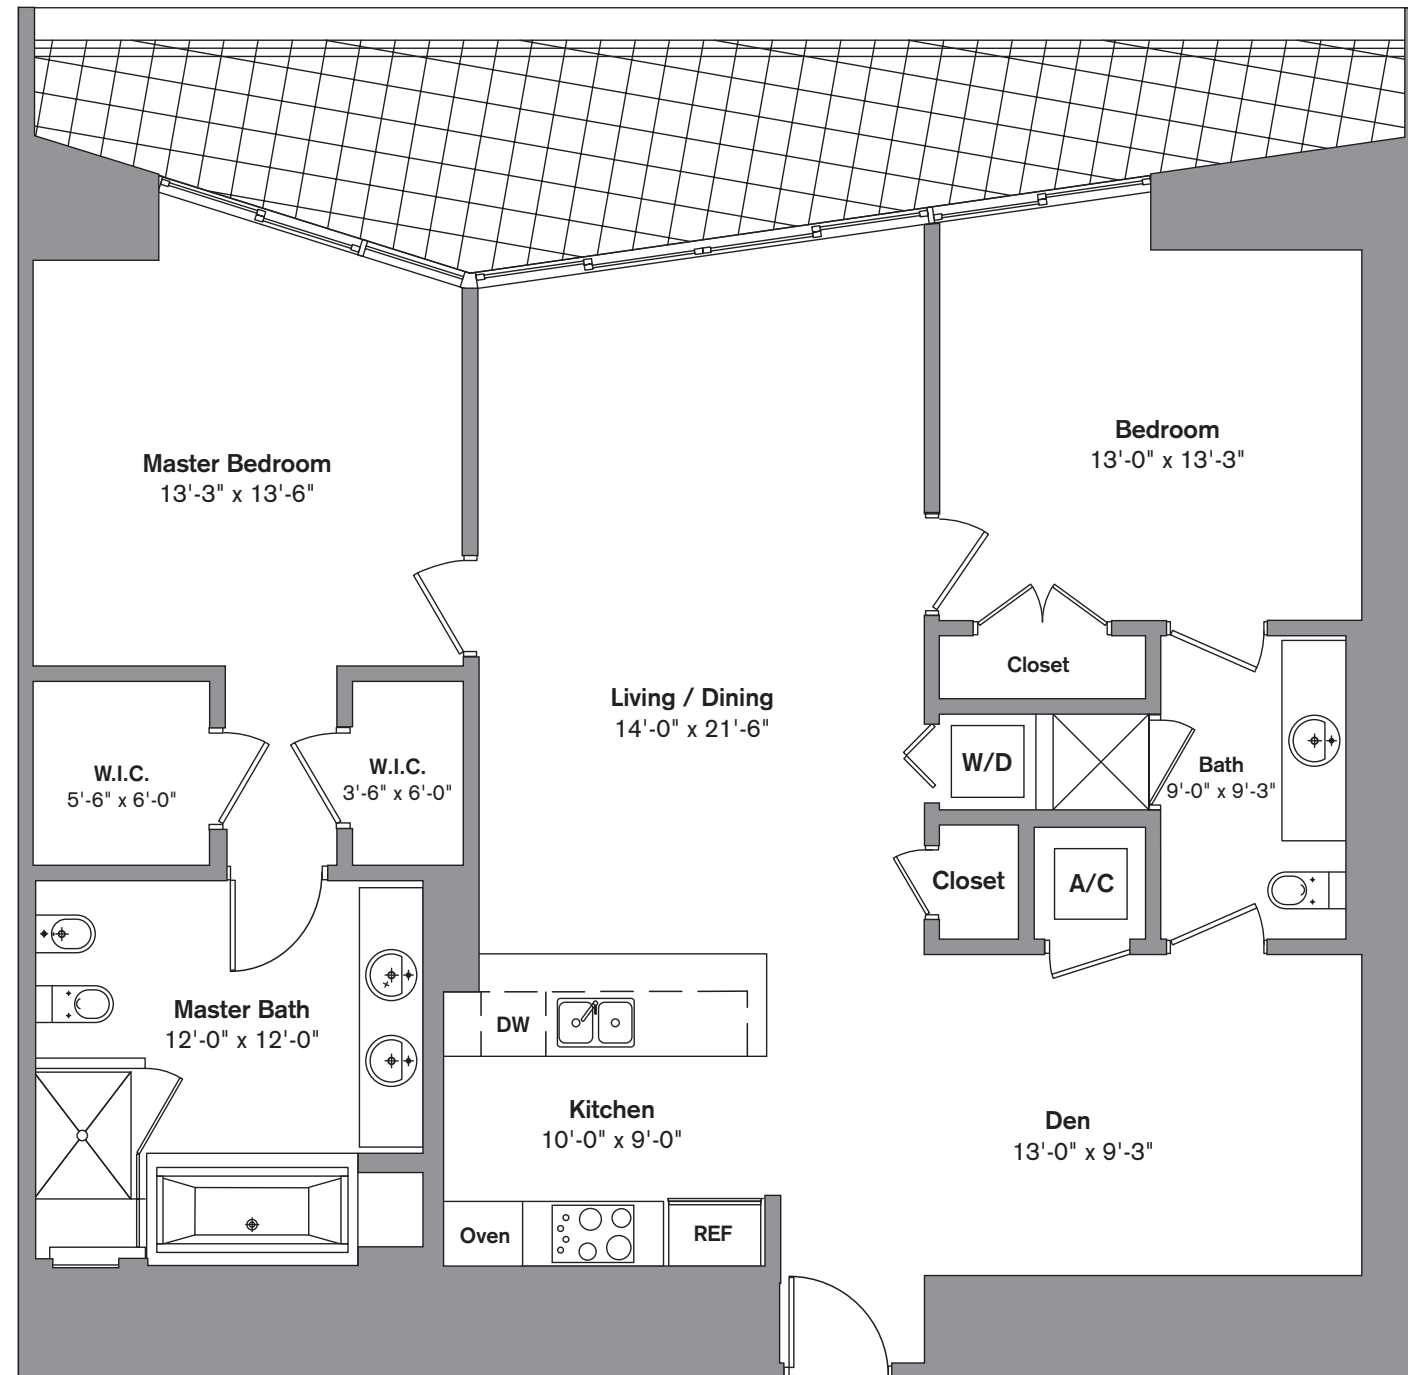 Bedroom
13'-0" x 13'-3"
Master Bedroom
13'-3" x 13'-6"
Closet
Living / Dining
14'-0" x 21'-6"
W.I.C.
5'-6" x 6'-0"
W.I.C.
3'-6" x 6'-0"
W/D
Bath
9'-0" x 9'-3"
Closet
A/C
Master Bath
12'-0" x 12'-0"
DW
Kitchen
10'-0" x 9'-0"
Den
13'-0" x 9'-3"
Oven
REF